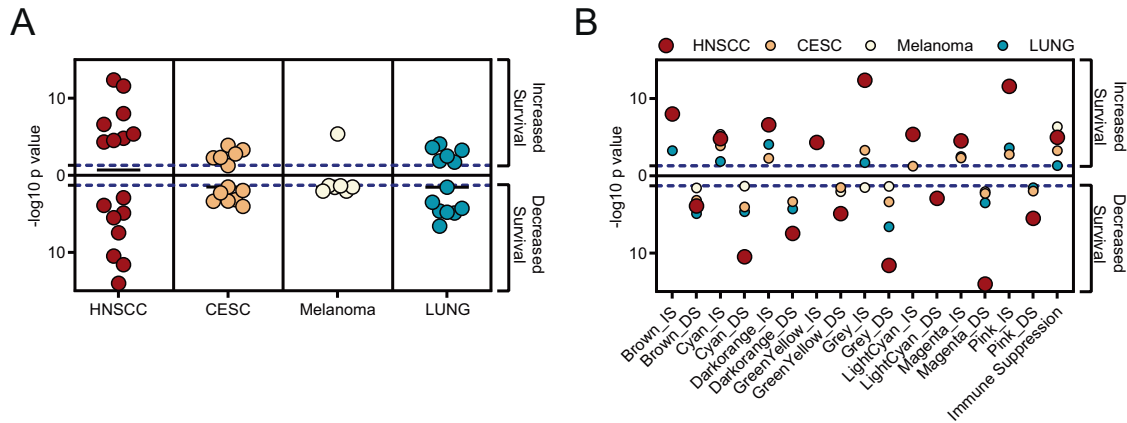 A
10
0
10
-log10 p value
Increased
Survival
Decreased
Survival
HNSCC
CESC
Melanoma
LUNG
B
HNSCC
CESC
Melanoma
LUNG
10
0
10
-log10 p value
Increased
Survival
Decreased
Survival
Brown_IS
Brown_DS
Cyan_IS
Cyan_DS
Darkorange_IS
Darkorange_DS
GreenYellow_IS
GreenYellow_DS
Grey_IS
Grey_DS
LightCyan_IS
LightCyan_DS
Magenta_IS
Magenta_DS
Pink_IS
Pink_DS
Immune Suppression